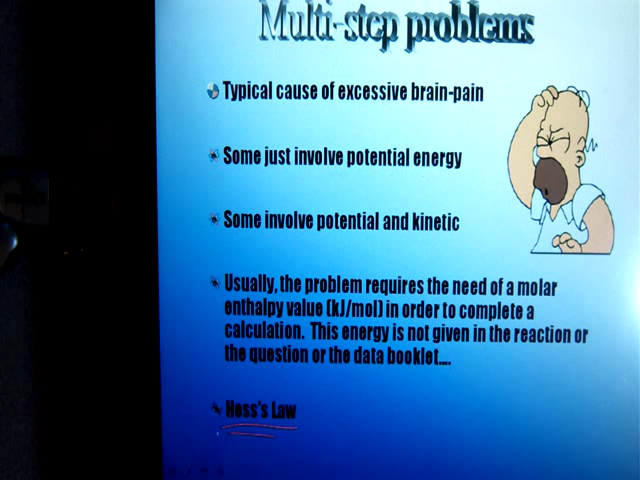 Multi-step problems
Typical cause of excessive brain-pain
Some just involve potential energy
Some involve potential and kinetic
Usually, the problem requires the need of a molar
enthalpy value (kJ/mol) in order to complete a
calculation. This energy is not given in the reaction or
the question or the data booklet....
Hess's Law